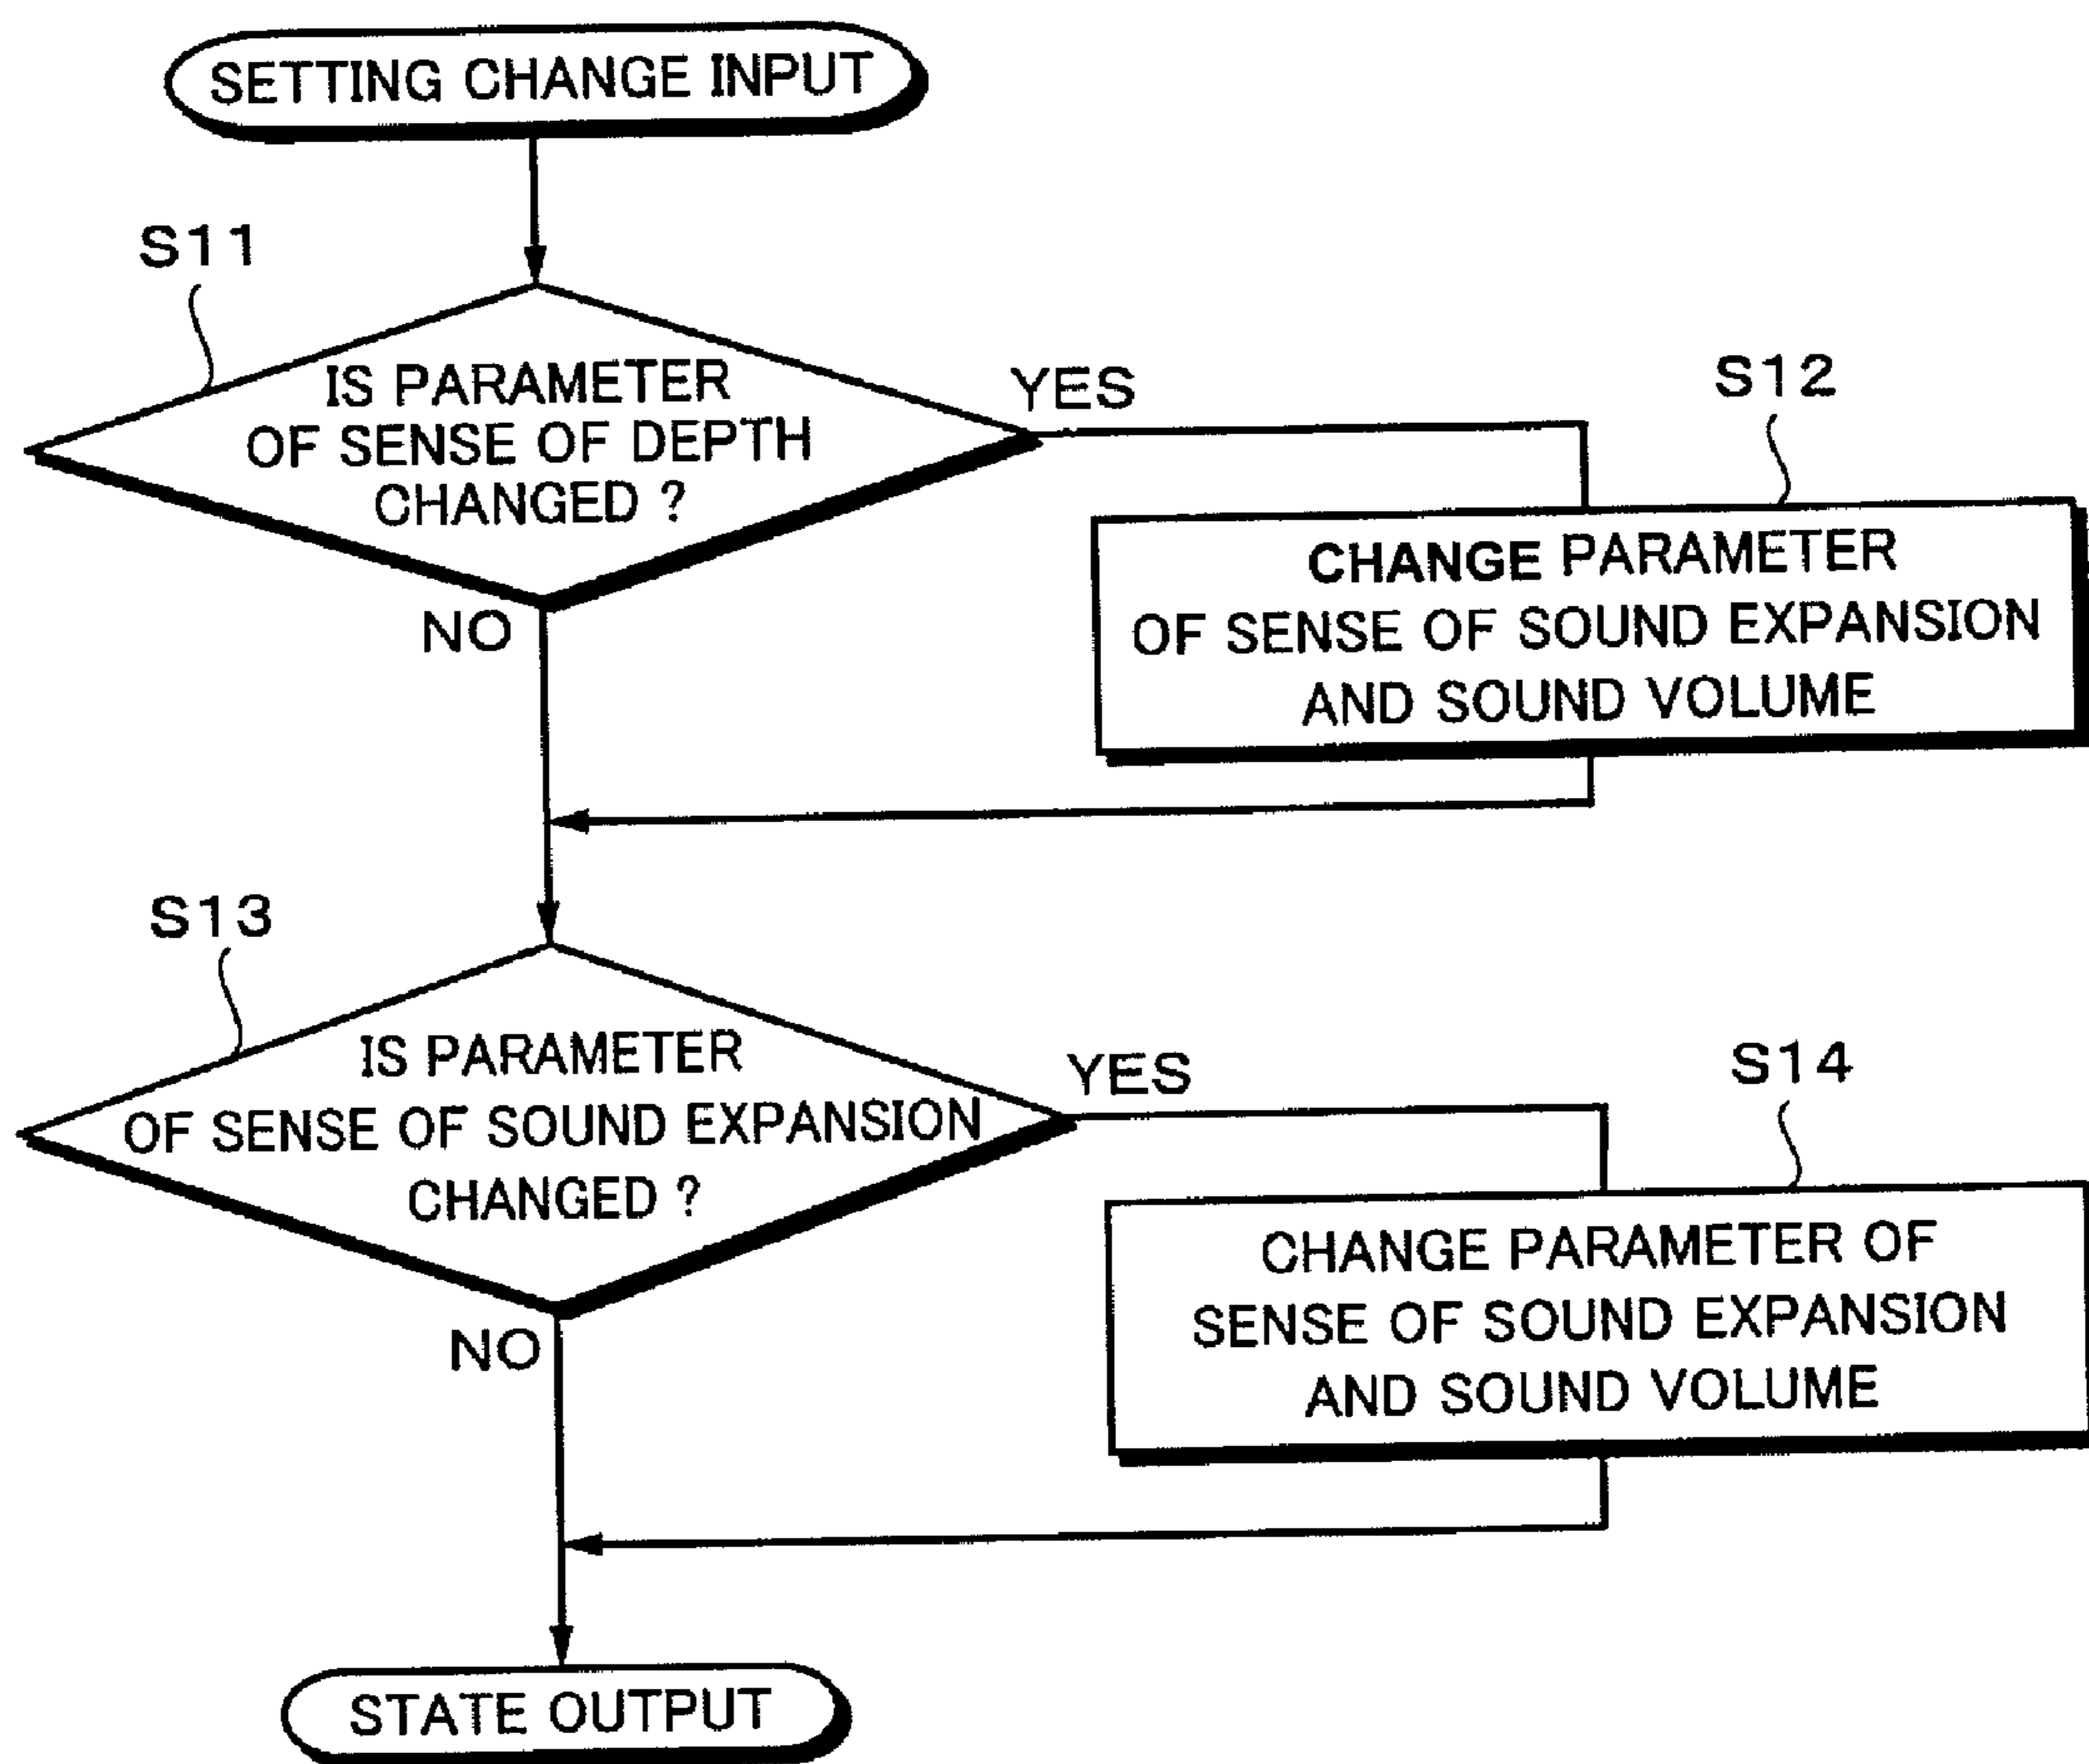 SETTING CHANGE INPUT
S11
IS PARAMETER
OF SENSE OF DEPTH
CHANGED ?
YES
S12
CHANGE PARAMETER
OF SENSE OF SOUND EXPANSION
AND SOUND VOLUME
NO
S13
IS PARAMETER
OF SENSE OF SOUND EXPANSION
CHANGED ?
YES
S14
CHANGE PARAMETER OF
SENSE OF SOUND EXPANSION
AND SOUND VOLUME
NO
STATE OUTPUT